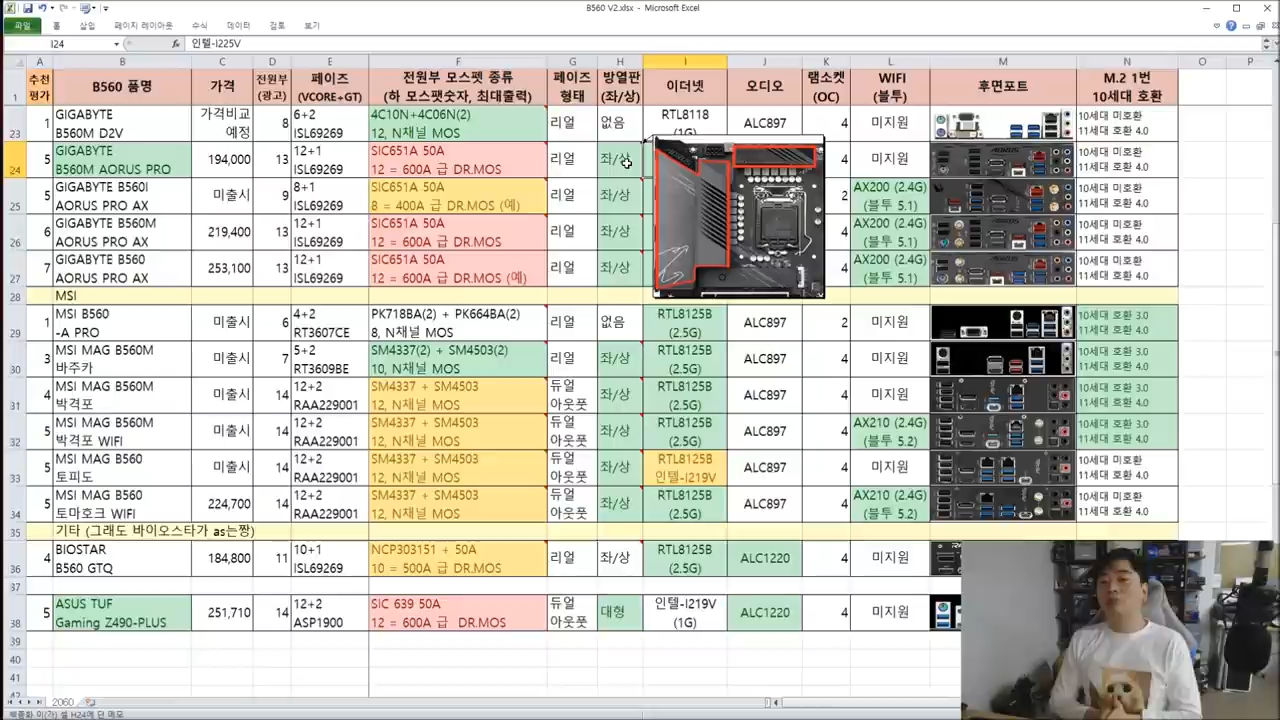 B560 V2.xlsx - Microsoft Excel
파일 홈 삽입 페이지 레이아웃 수식 데이터 검토 보기
I24 fx 인텔-I225V
A B C D E F G H I J K L M N O P
추천 평가 B560 품명 가격 전원부 (광고) 페이즈 (VCORE+GT) 전원부 모스펫 종류 (하 모스펫숫자, 최대출력) 페이즈 형태 방열판 (좌/상) 이더넷 오디오 램소켓 (OC) WIFI (블투) 후면포트 M.2 1번 10세대 호환
1
23 1 GIGABYTE B560M D2V 가격비교 예정 8 6+2 ISL69269 4C10N+4C06N(2) 12, N채널 MOS 리얼 없음 RTL8118 (1G) ALC897 4 미지원 10세대 미호환 11세대 4.0
24 5 GIGABYTE B560M AORUS PRO 194,000 13 12+1 ISL69269 SIC651A 50A 12 = 600A 급 DR.MOS 리얼 좌/상 4 미지원 10세대 미호환 11세대 4.0
25 5 GIGABYTE B560I AORUS PRO AX 미출시 9 8+1 ISL69269 SIC651A 50A 8 = 400A 급 DR.MOS (예) 리얼 좌/상 2 AX200 (2.4G) (블투 5.1) 10세대 미호환 11세대 4.0
26 6 GIGABYTE B560M AORUS PRO AX 219,400 13 12+1 ISL69269 SIC651A 50A 12 = 600A 급 DR.MOS 리얼 좌/상 4 AX200 (2.4G) (블투 5.1) 10세대 미호환 11세대 4.0
27 7 GIGABYTE B560 AORUS PRO AX 253,100 13 12+1 ISL69269 SIC651A 50A 12 = 600A 급 DR.MOS (예) 리얼 좌/상 4 AX200 (2.4G) (블투 5.1) 10세대 미호환 11세대 4.0
28 MSI
29 1 MSI B560 -A PRO 미출시 6 4+2 RT3607CE PK718BA(2) + PK664BA(2) 8, N채널 MOS 리얼 없음 RTL8125B (2.5G) ALC897 2 미지원 10세대 호환 3.0 11세대 4.0
30 3 MSI MAG B560M 바주카 미출시 7 5+2 RT3609BE SM4337(2) + SM4503(2) 10, N채널 MOS 리얼 좌/상 RTL8125B (2.5G) ALC897 4 미지원 10세대 호환 3.0 11세대 4.0
31 4 MSI MAG B560M 박격포 미출시 14 12+2 RAA229001 SM4337 + SM4503 12, N채널 MOS 듀얼 아웃풋 좌/상 RTL8125B (2.5G) ALC897 4 미지원 10세대 호환 3.0 11세대 4.0
32 4 MSI MAG B560M 박격포 WIFI 미출시 14 12+2 RAA229001 SM4337 + SM4503 12, N채널 MOS 듀얼 아웃풋 좌/상 RTL8125B (2.5G) ALC897 4 AX210 (2.4G) (블투 5.2) 10세대 호환 3.0 11세대 4.0
33 5 MSI MAG B560 토피도 미출시 14 12+2 RAA229001 SM4337 + SM4503 12, N채널 MOS 듀얼 아웃풋 좌/상 RTL8125B 인텔-I219V ALC897 4 미지원 10세대 미호환 11세대 4.0
34 5 MSI MAG B560 토마호크 WIFI 224,700 14 12+2 RAA229001 SM4337 + SM4503 12, N채널 MOS 듀얼 아웃풋 좌/상 RTL8125B (2.5G) ALC897 4 AX210 (2.4G) (블투 5.2) 10세대 미호환 11세대 4.0
35 기타 (그래도 바이오스타가 as는짱)
36 4 BIOSTAR B560 GTQ 184,800 11 10+1 ISL69269 NCP303151 + 50A 10 = 500A 급 DR.MOS 리얼 좌/상 RTL8125B (2.5G) ALC1220 4 미지원
37
38 5 ASUS TUF Gaming Z490-PLUS 251,710 14 12+2 ASP1900 SIC 639 50A 12 = 600A 급 DR.MOS 듀얼 아웃풋 대형 인텔-I219V (1G) ALC1220 4 미지원
39
40
41
2060
백종화 이(가) 셀 H24에 단 메모